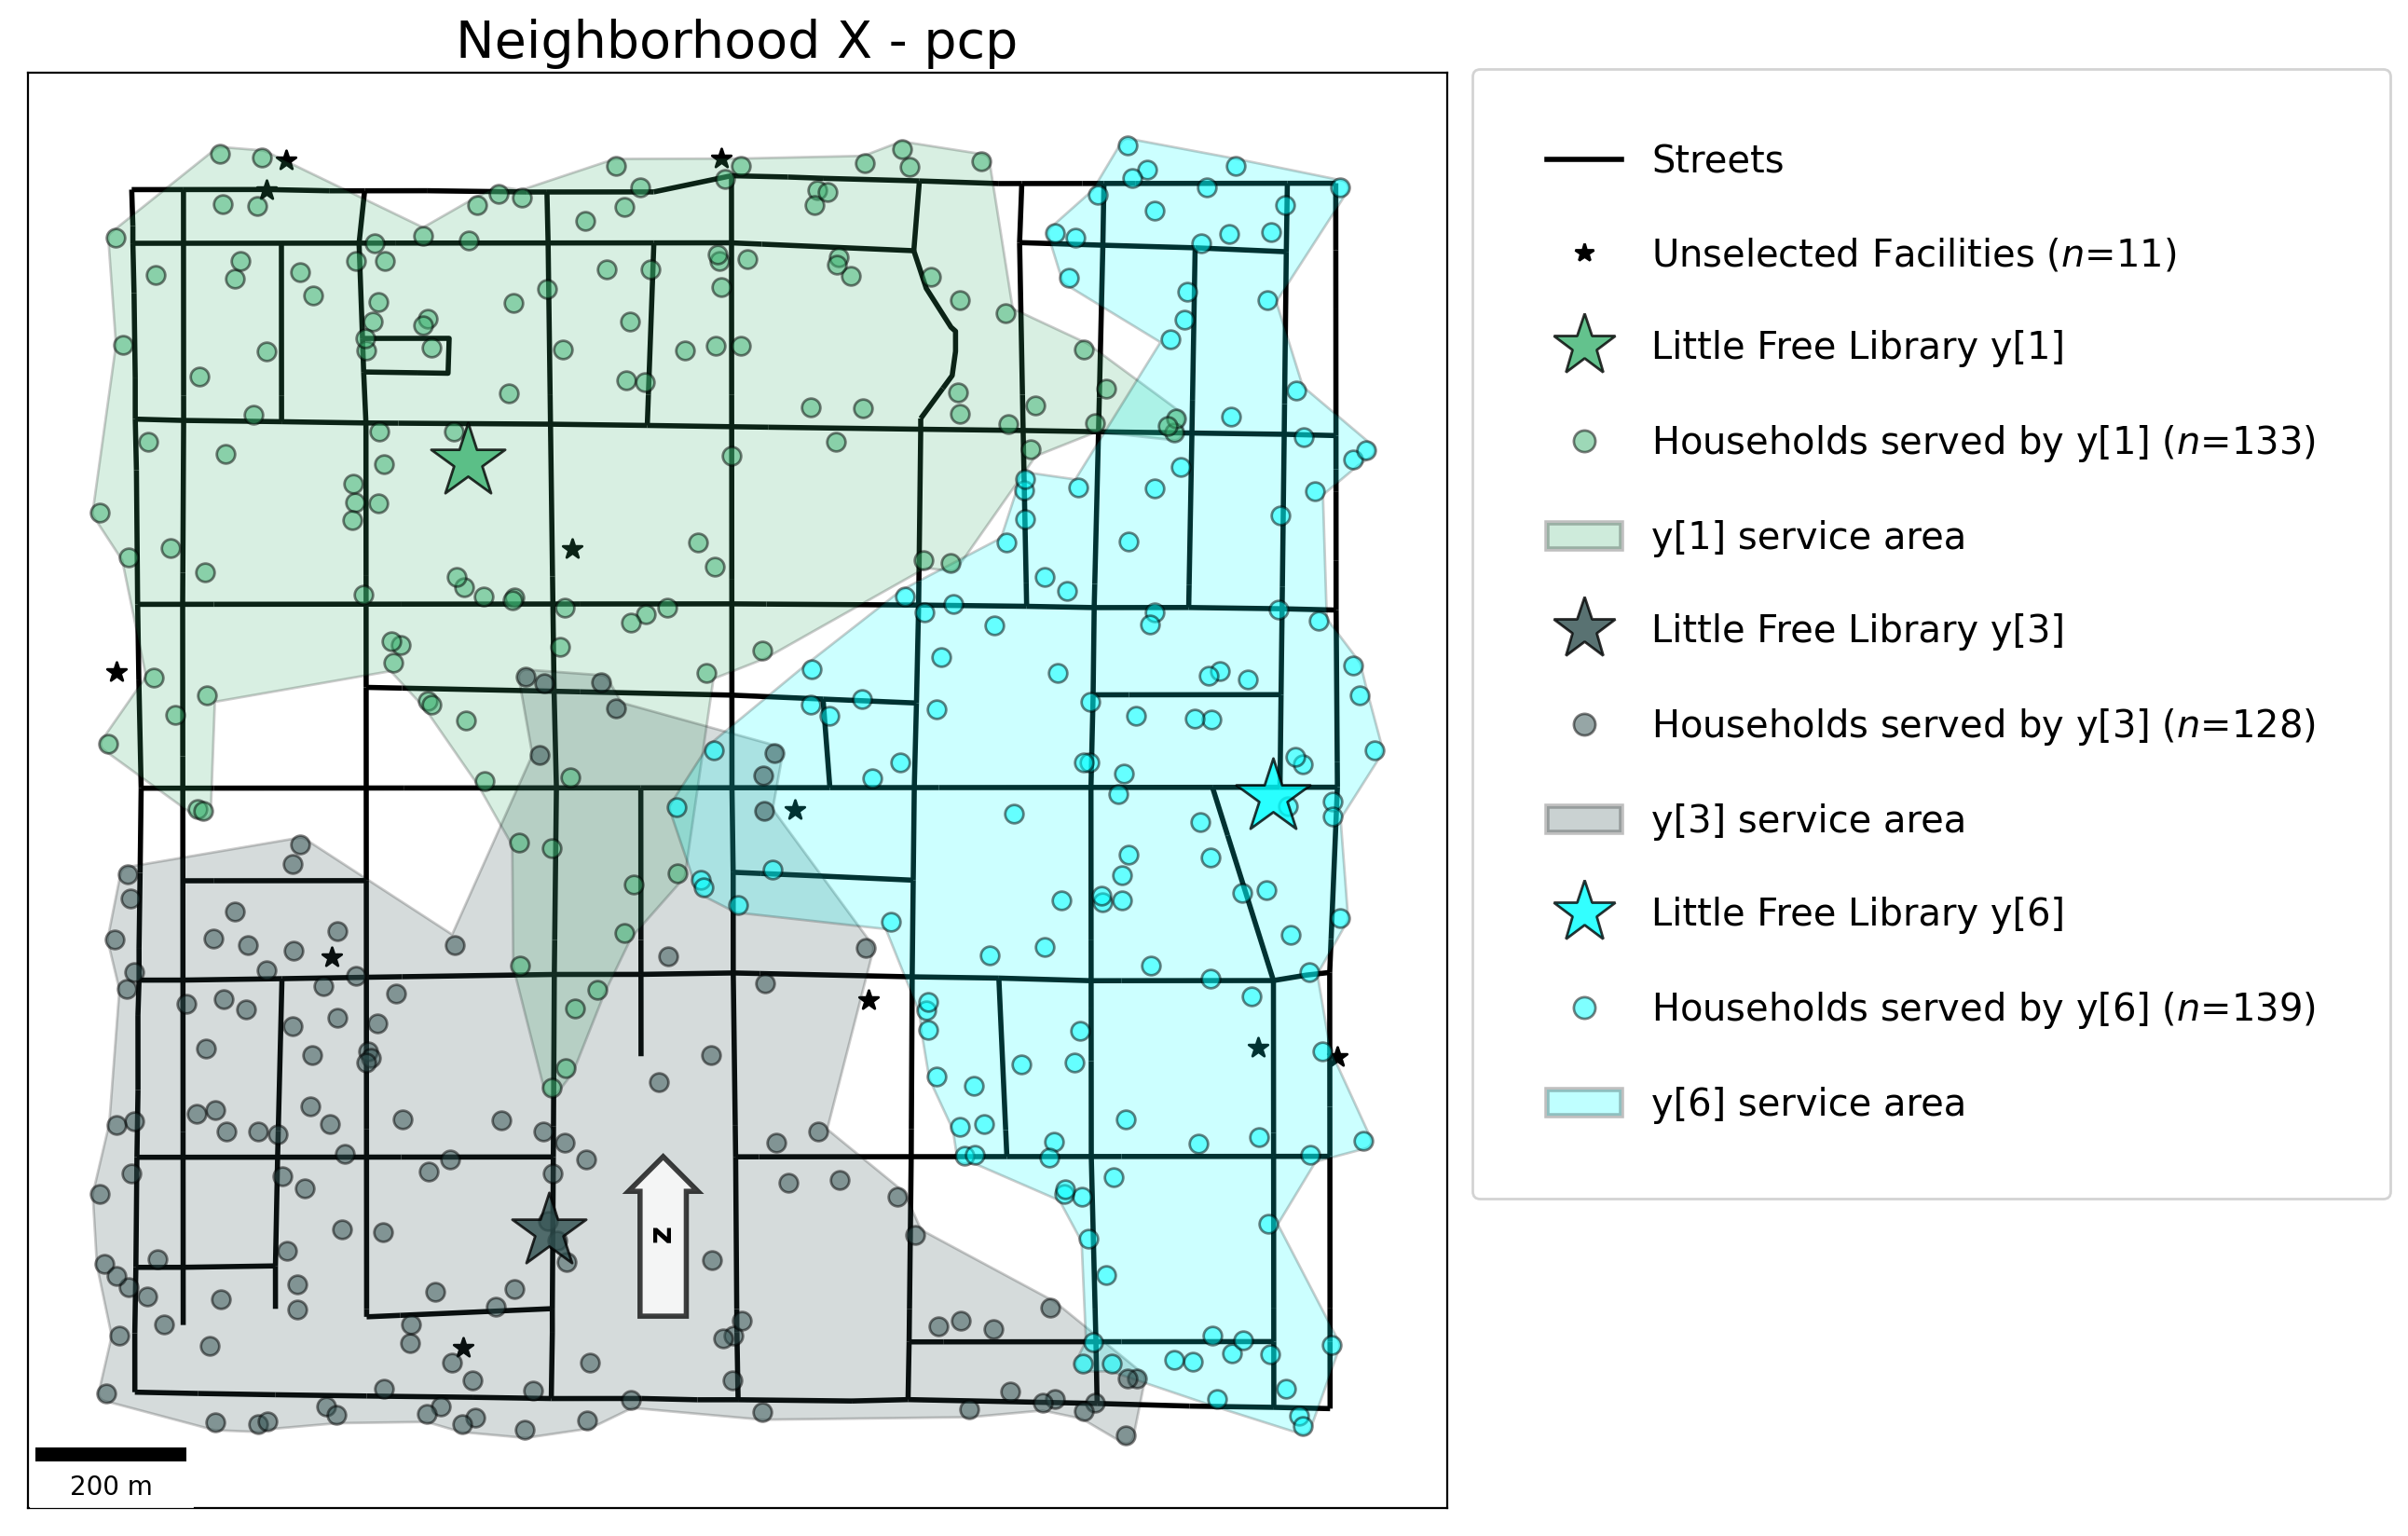 Neighborhood X - pcp
Streets
Unselected Facilities (n=11)
Little Free Library y[1]
Households served by y[1] (n=133)
y[1] service area
Little Free Library y[3]
Households served by y[3] (n=128)
y[3] service area
Little Free Library y[6]
Households served by y[6] (n=139)
y[6] service area
N
200 m